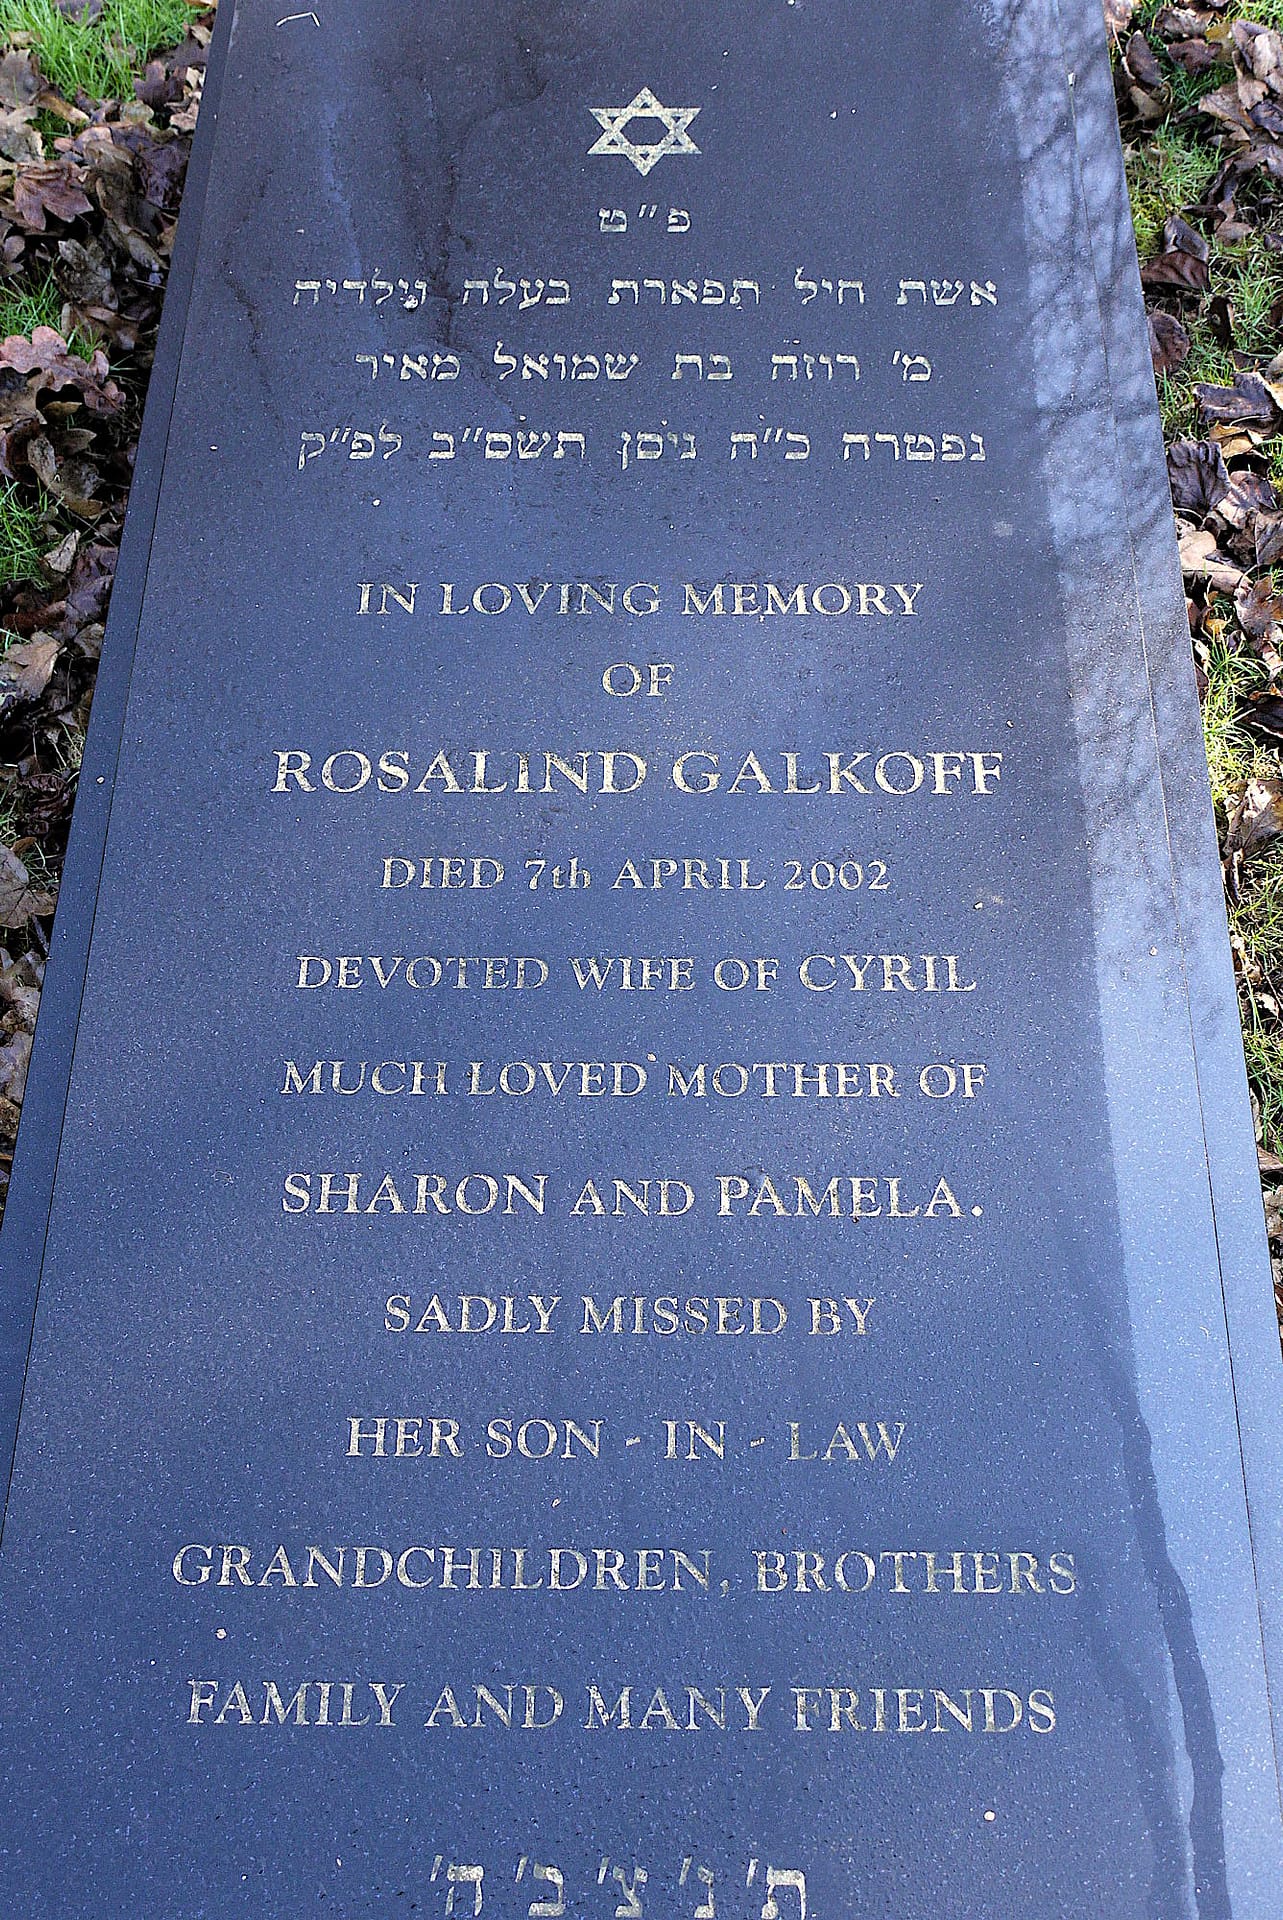 פ״ט
אשת חיל תפארת בעלה וילדיה
מ' רוזה בת שמואל מאיר
נפטרה כ״ה ניסן תשס״ב לפ״ק
IN LOVING MEMORY
OF
ROSALIND GALKOFF
DIED 7th APRIL 2002
DEVOTED WIFE OF CYRIL
MUCH LOVED MOTHER OF
SHARON AND PAMELA.
SADLY MISSED BY
HER SON - IN - LAW
GRANDCHILDREN, BROTHERS
FAMILY AND MANY FRIENDS
ת' נ' צ' ב' ה'